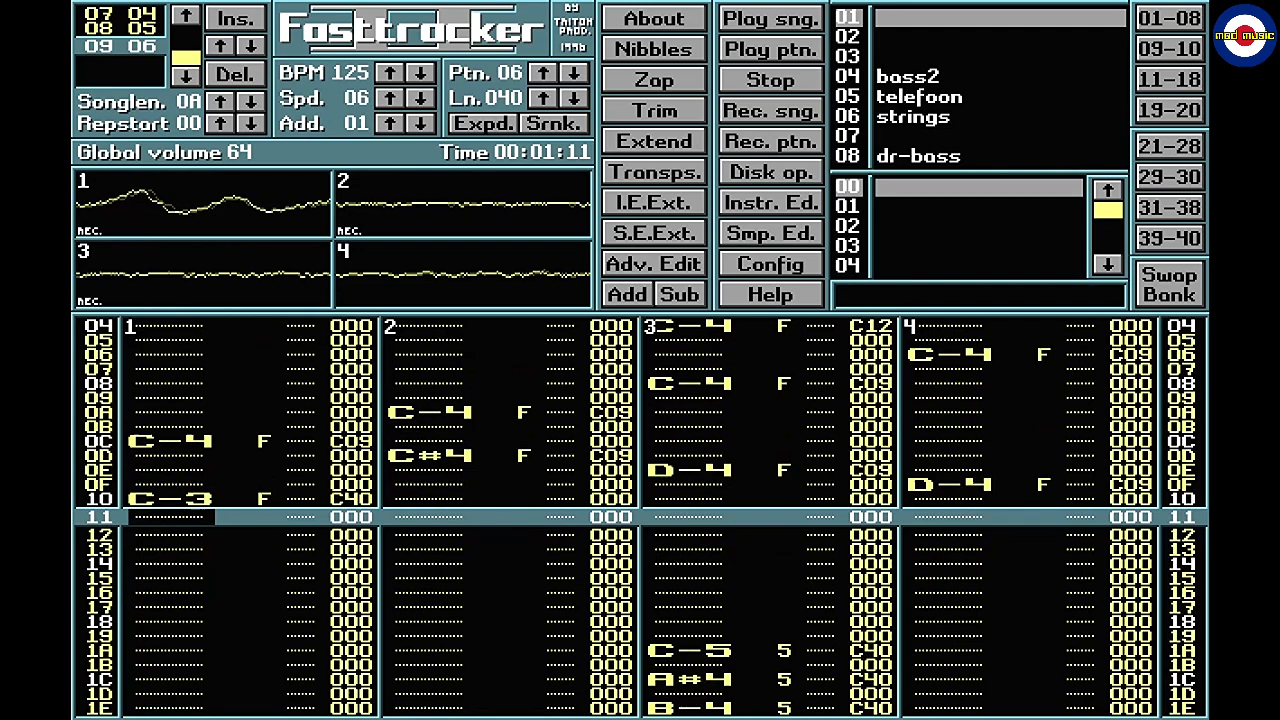 07 04
08 05
09 06
Ins.
Del.
Songlen. 0A
Repstart 00
Fasttracker
BY
TRITON
PROD.
1996
BPM 125
Spd. 06
Add. 01
Ptn. 06
Ln. 040
Expd. Srnk.
Global volume 64 Time 00:01:11
1 2
REC. REC.
3 4
REC.
About
Nibbles
Zap
Trim
Extend
Transps.
I.E.Ext.
S.E.Ext.
Adv. Edit
Add Sub
Play sng.
Play ptn.
Stop
Rec. sng.
Rec. ptn.
Disk op.
Instr. Ed.
Smp. Ed.
Config
Help
01
02
03
04 bass2
05 telefoon
06 strings
07
08 dr-bass
00
01
02
03
04
01-08
09-10
11-18
19-20
21-28
29-30
31-38
39-40
Swap
Bank
mad music
04 1 000 2 000 3 C-4 F C12 4 000 04
05 000 000 000 000 05
06 000 000 000 C-4 F C09 06
07 000 000 000 000 07
08 000 000 C-4 F C09 000 08
09 000 000 000 000 09
0A 000 C-4 F C09 000 000 0A
0B 000 000 000 000 0B
0C C-4 F C09 000 000 000 0C
0D 000 C#4 F C09 000 000 0D
0E 000 000 D-4 F C09 000 0E
0F 000 000 000 D-4 F C09 0F
10 C-3 F C40 000 000 000 10
11 000 000 000 000 11
12 000 000 000 000 12
13 000 000 000 000 13
14 000 000 000 000 14
15 000 000 000 000 15
16 000 000 000 000 16
17 000 000 000 000 17
18 000 000 000 000 18
19 000 000 000 000 19
1A 000 000 C-5 5 C40 000 1A
1B 000 000 000 000 1B
1C 000 000 A#4 5 C40 000 1C
1D 000 000 000 000 1D
1E 000 000 B-4 5 C40 000 1E